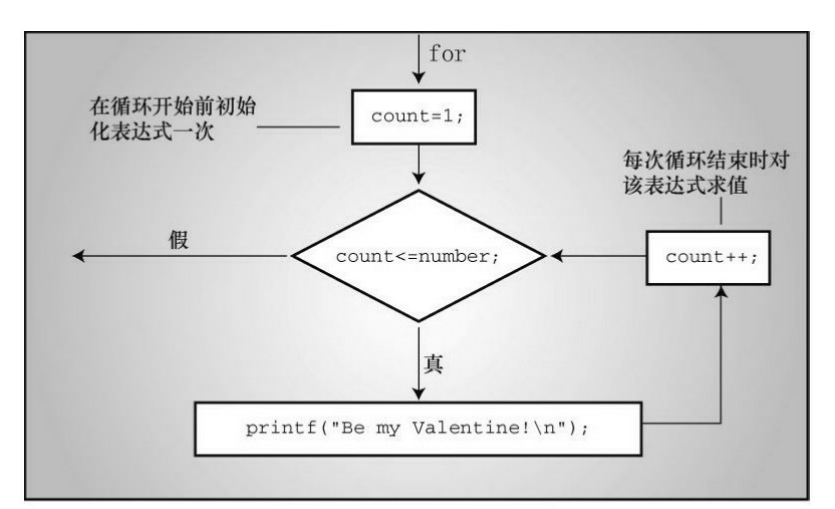 for
在循环开始前初始
化表达式一次
count=1;
每次循环结束时对
该表达式求值
假
count<=number;
count++;
真
printf("Be my Valentine!\n");